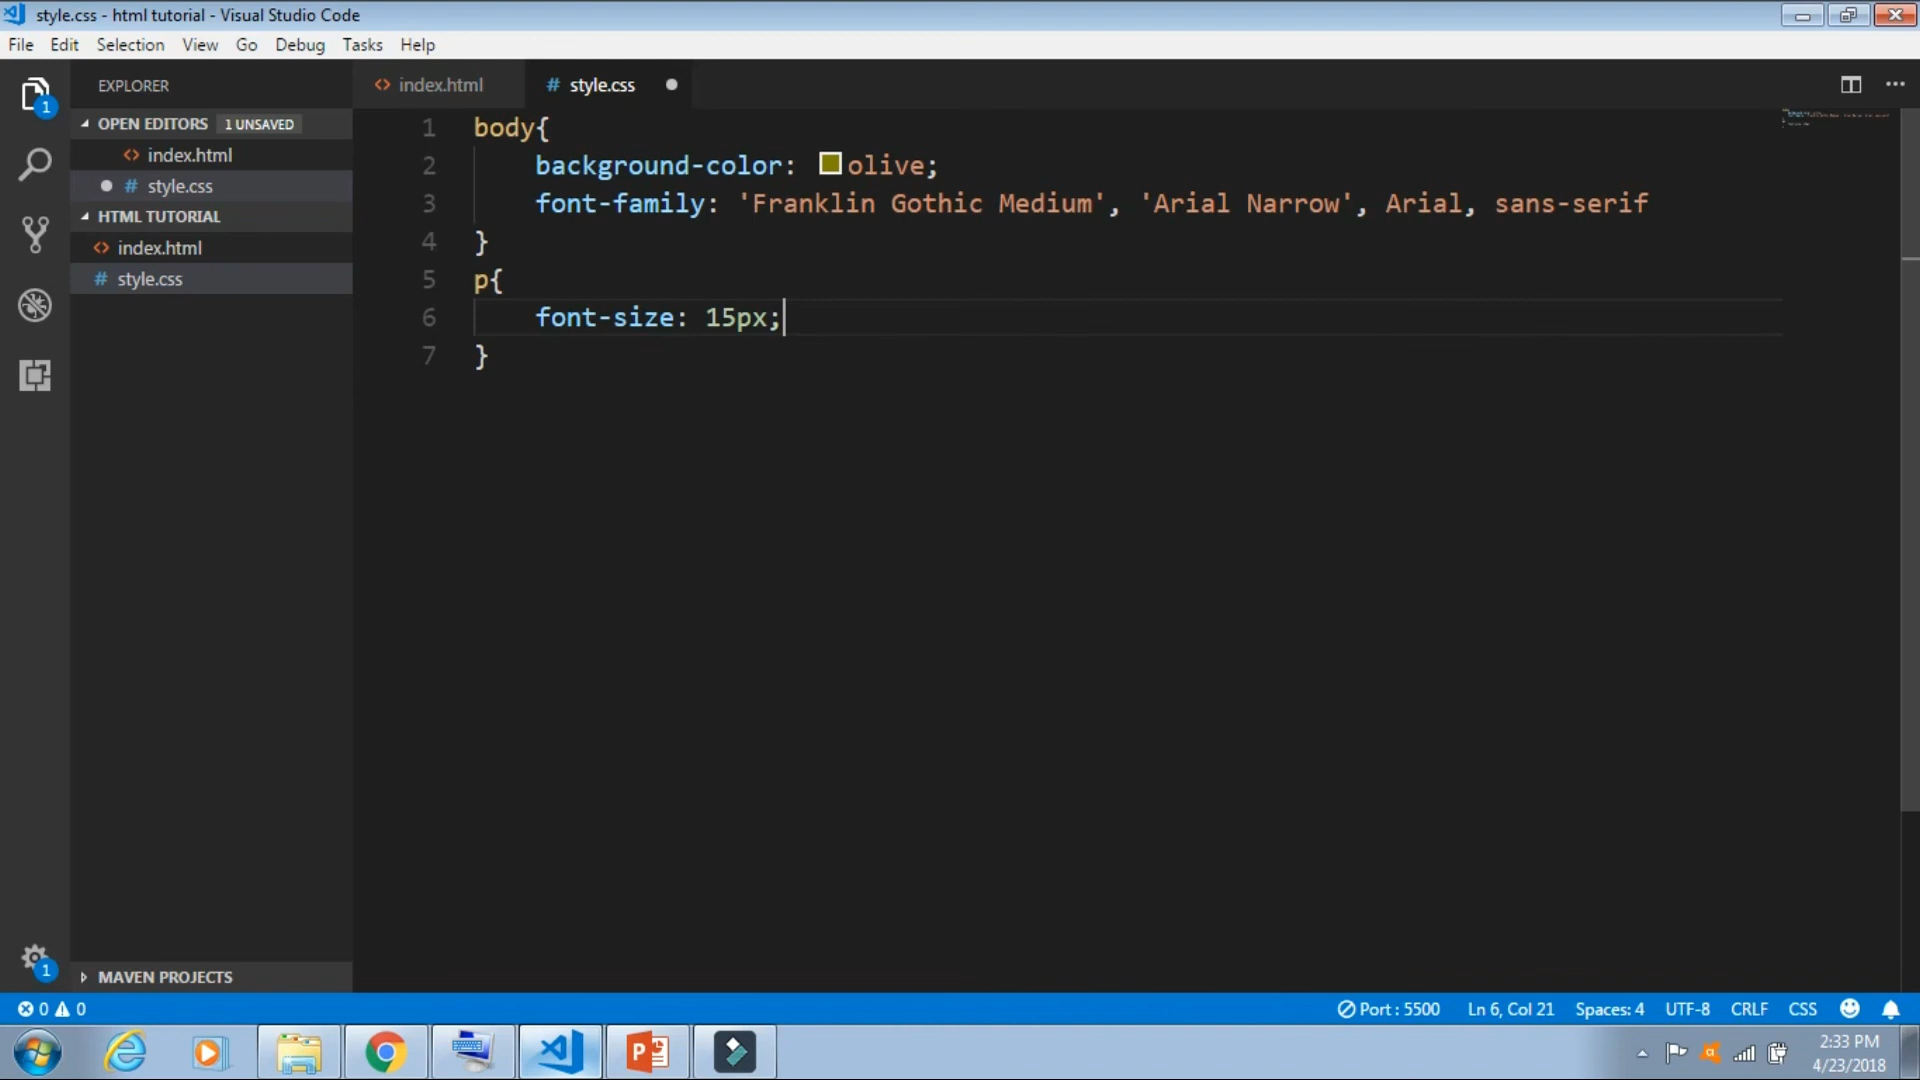 style.css - html tutorial - Visual Studio Code
File Edit Selection View Go Debug Tasks Help
EXPLORER
OPEN EDITORS 1 UNSAVED
<> index.html
# style.css
HTML TUTORIAL
<> index.html
# style.css
MAVEN PROJECTS
1
1
<> index.html # style.css
1 body{
2 background-color: olive;
3 font-family: 'Franklin Gothic Medium', 'Arial Narrow', Arial, sans-serif
4 }
5 p{
6 font-size: 15px;
7 }
0 0 Port : 5500 Ln 6, Col 21 Spaces: 4 UTF-8 CRLF CSS
2:33 PM
4/23/2018